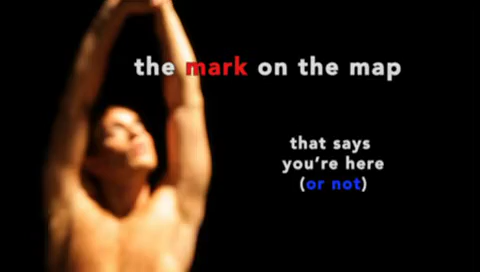 the mark on the map
that says
you're here
(or not)